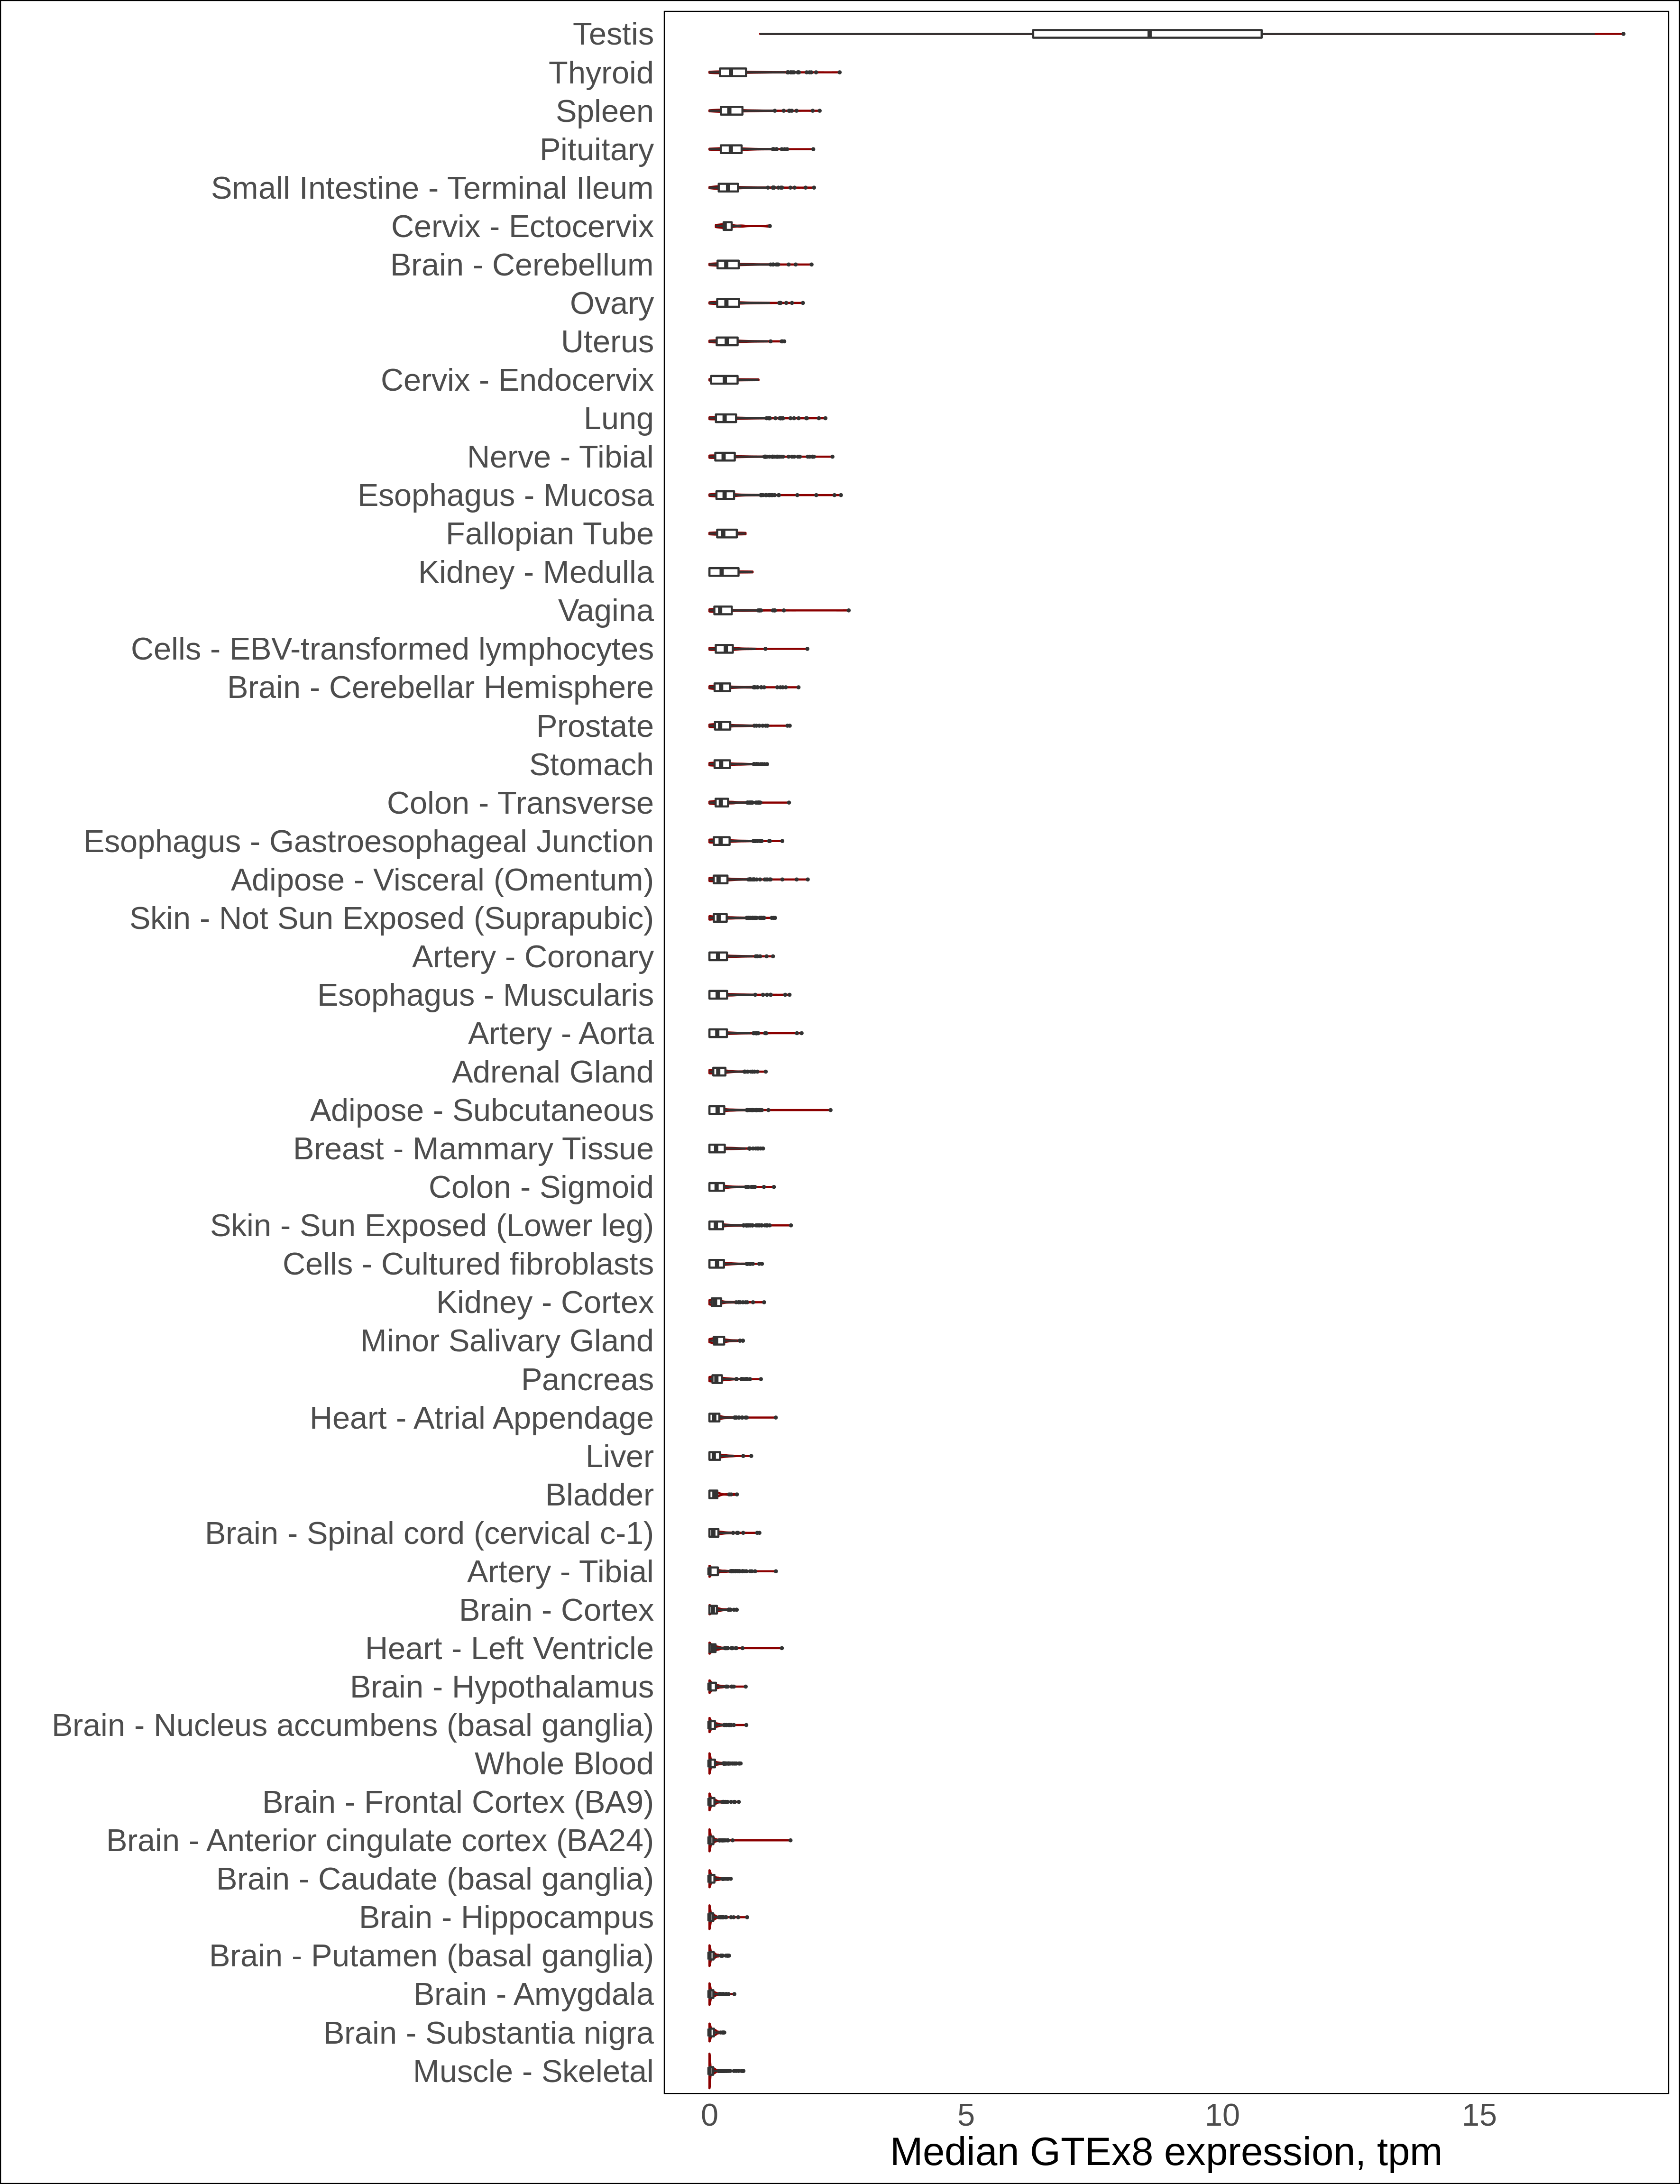 Testis
Thyroid
Spleen
Pituitary
Small Intestine - Terminal Ileum
Cervix - Ectocervix
Brain - Cerebellum
Ovary
Uterus
Cervix - Endocervix
Lung
Nerve - Tibial
Esophagus - Mucosa
Fallopian Tube
Kidney - Medulla
Vagina
Cells - EBV-transformed lymphocytes
Brain - Cerebellar Hemisphere
Prostate
Stomach
Colon - Transverse
Esophagus - Gastroesophageal Junction
Adipose - Visceral (Omentum)
Skin - Not Sun Exposed (Suprapubic)
Artery - Coronary
Esophagus - Muscularis
Artery - Aorta
Adrenal Gland
Adipose - Subcutaneous
Breast - Mammary Tissue
Colon - Sigmoid
Skin - Sun Exposed (Lower leg)
Cells - Cultured fibroblasts
Kidney - Cortex
Minor Salivary Gland
Pancreas
Heart - Atrial Appendage
Liver
Bladder
Brain - Spinal cord (cervical c-1)
Artery - Tibial
Brain - Cortex
Heart - Left Ventricle
Brain - Hypothalamus
Brain - Nucleus accumbens (basal ganglia)
Whole Blood
Brain - Frontal Cortex (BA9)
Brain - Anterior cingulate cortex (BA24)
Brain - Caudate (basal ganglia)
Brain - Hippocampus
Brain - Putamen (basal ganglia)
Brain - Amygdala
Brain - Substantia nigra
Muscle - Skeletal
0 5 10 15
Median GTEx8 expression, tpm